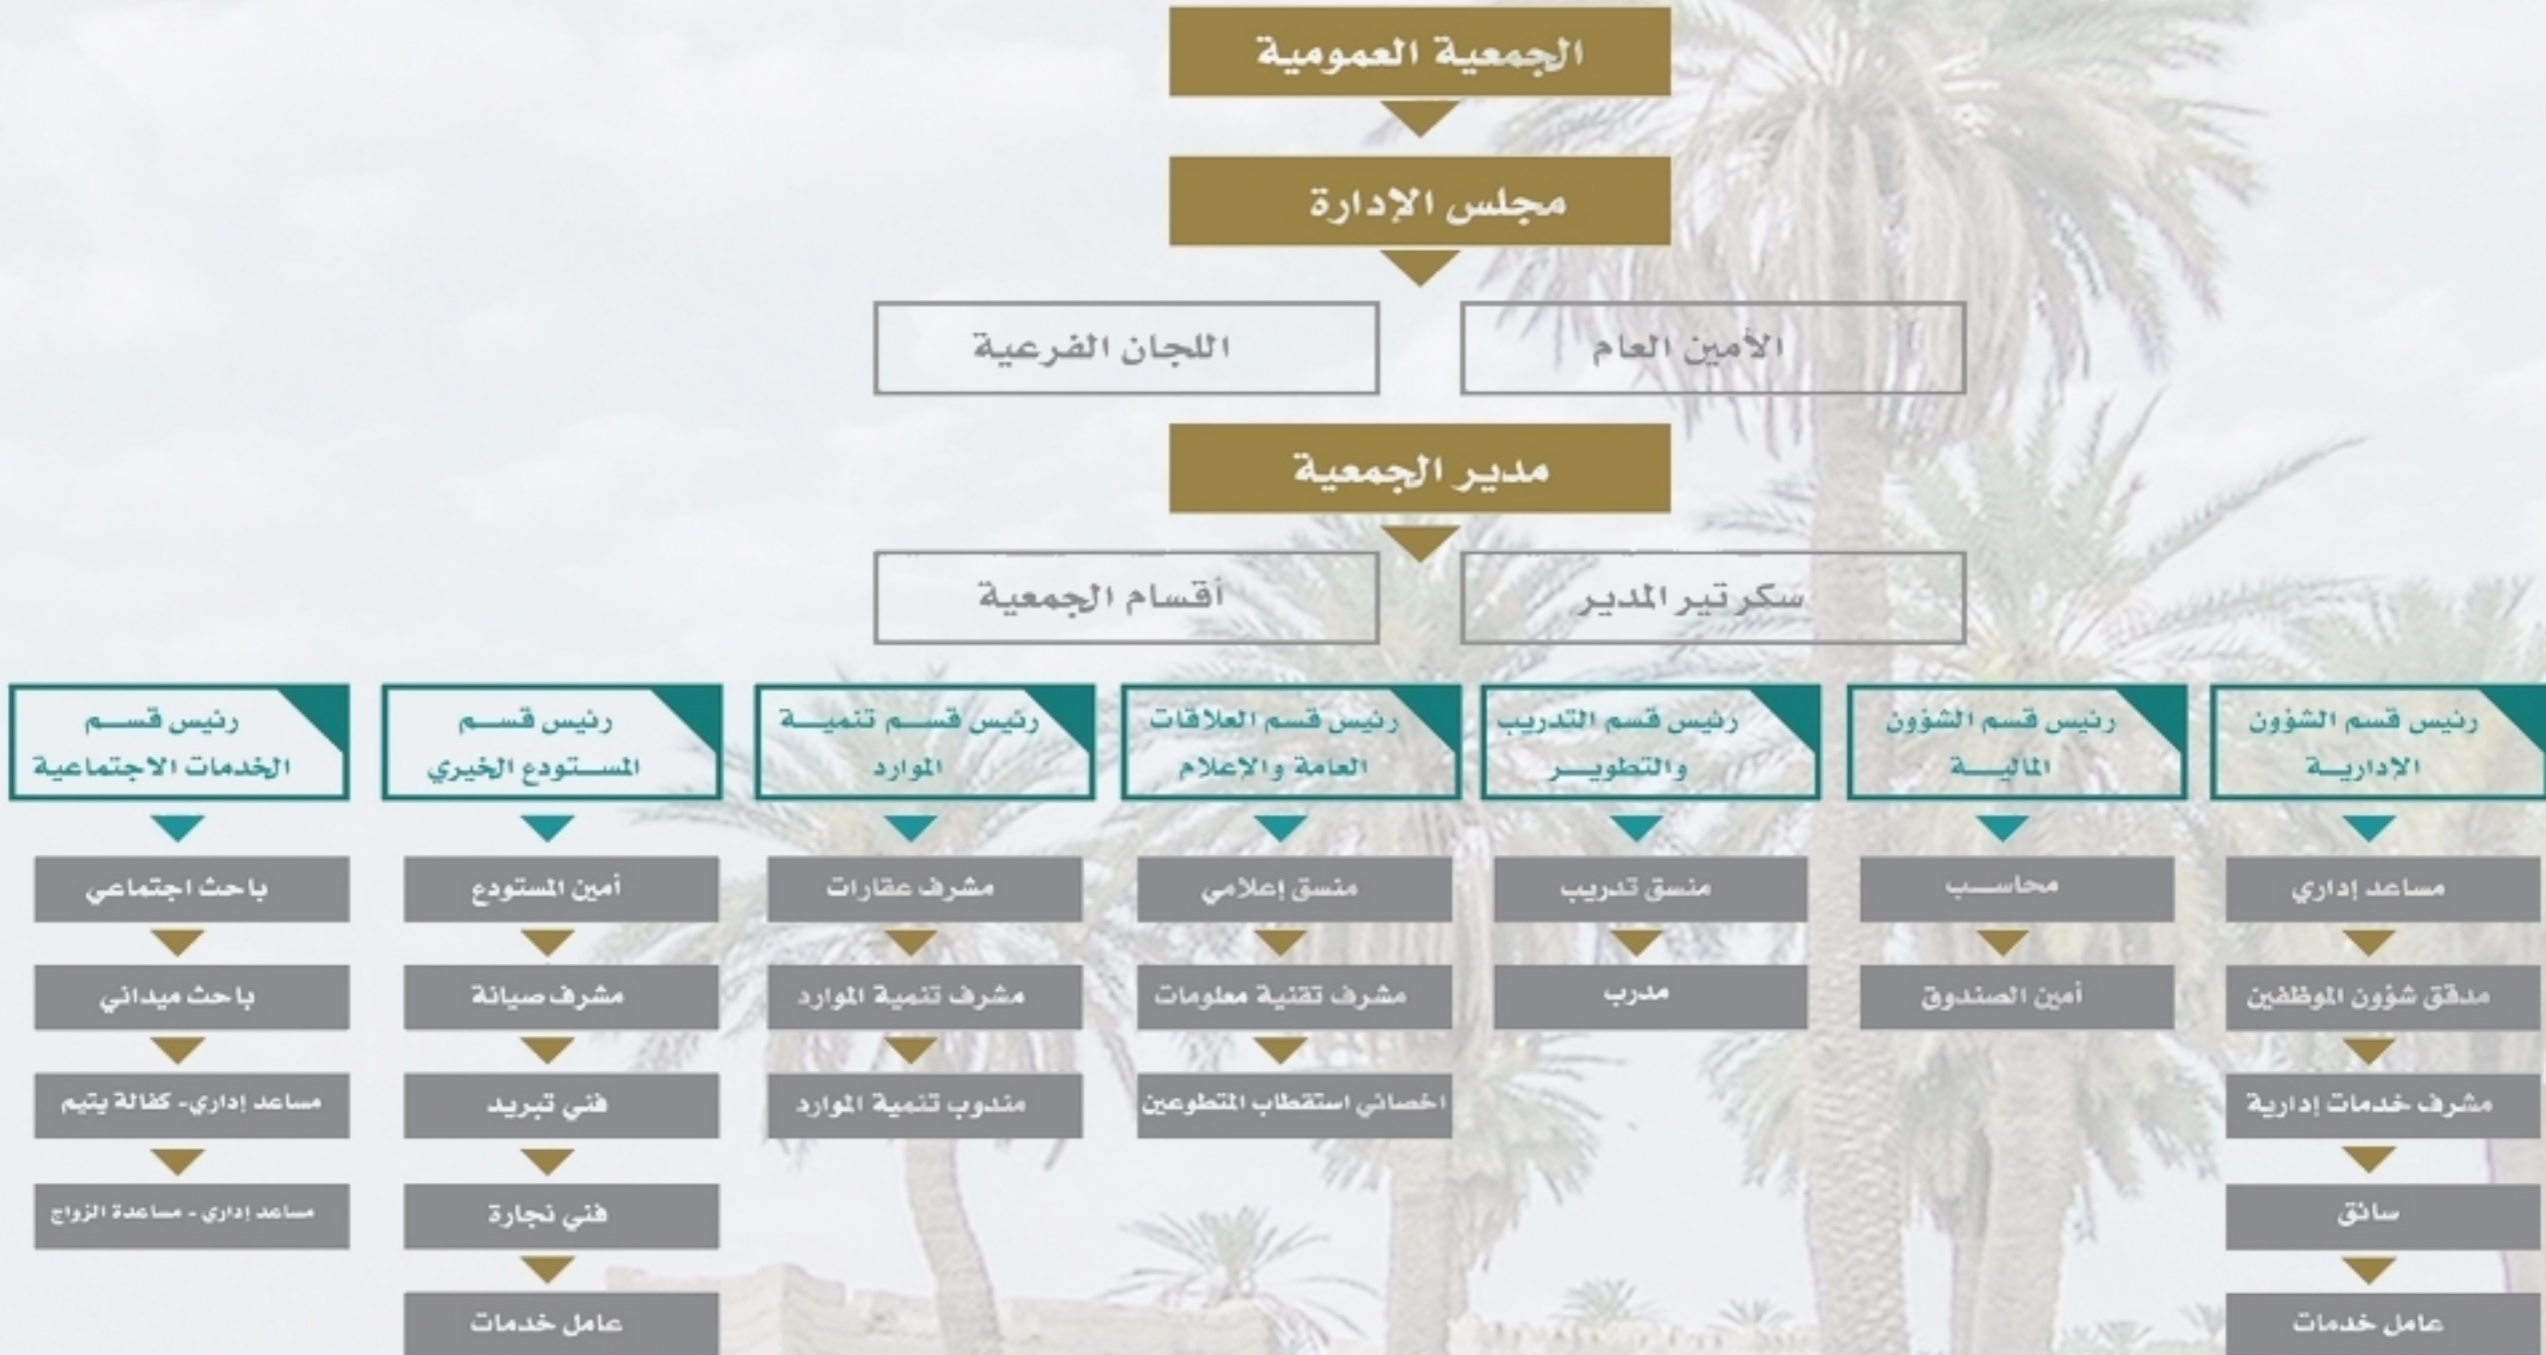 الجمعية العمومية
مجلس الإدارة
الأمين العام
اللجان الفرعية
مدير الجمعية
سكرتير المدير
أقسام الجمعية
رئيس قسم الشؤون
الإدارية
رئيس قسم الشؤون
المالية
رئيس قسم التدريب
والتطوير
رئيس قسم العلاقات
العامة والإعلام
رئيس قسم تنمية
الموارد
رئيس قسم
المستودع الخيري
رئيس قسم
الخدمات الاجتماعية
مساعد إداري
مدقق شؤون الموظفين
مشرف خدمات إدارية
سائق
عامل خدمات
محاسب
أمين الصندوق
منسق تدريب
مدرب
منسق إعلامي
مشرف تقنية معلومات
اخصائي استقطاب المتطوعين
مشرف عقارات
مشرف تنمية الموارد
مندوب تنمية الموارد
أمين المستودع
مشرف صيانة
فني تبريد
فني نجارة
عامل خدمات
باحث اجتماعي
باحث ميداني
مساعد إداري- كفالة يتيم
مساعد إداري - مساعدة الزواج